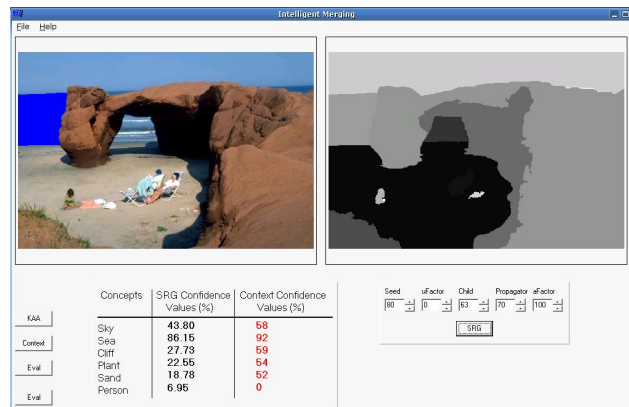 Intelligent Merging
File Help
Concepts SRG Confidence Values (%) Context Confidence Values (%)
Sky 43.80 58
Sea 86.15 92
Cliff 27.73 59
Plant 22.55 54
Sand 18.78 52
Person 6.95 0
KAA
Context
Eval
Eval
Seed uFactor Child Propagator aFactor
80 0 63 70 100
SRG